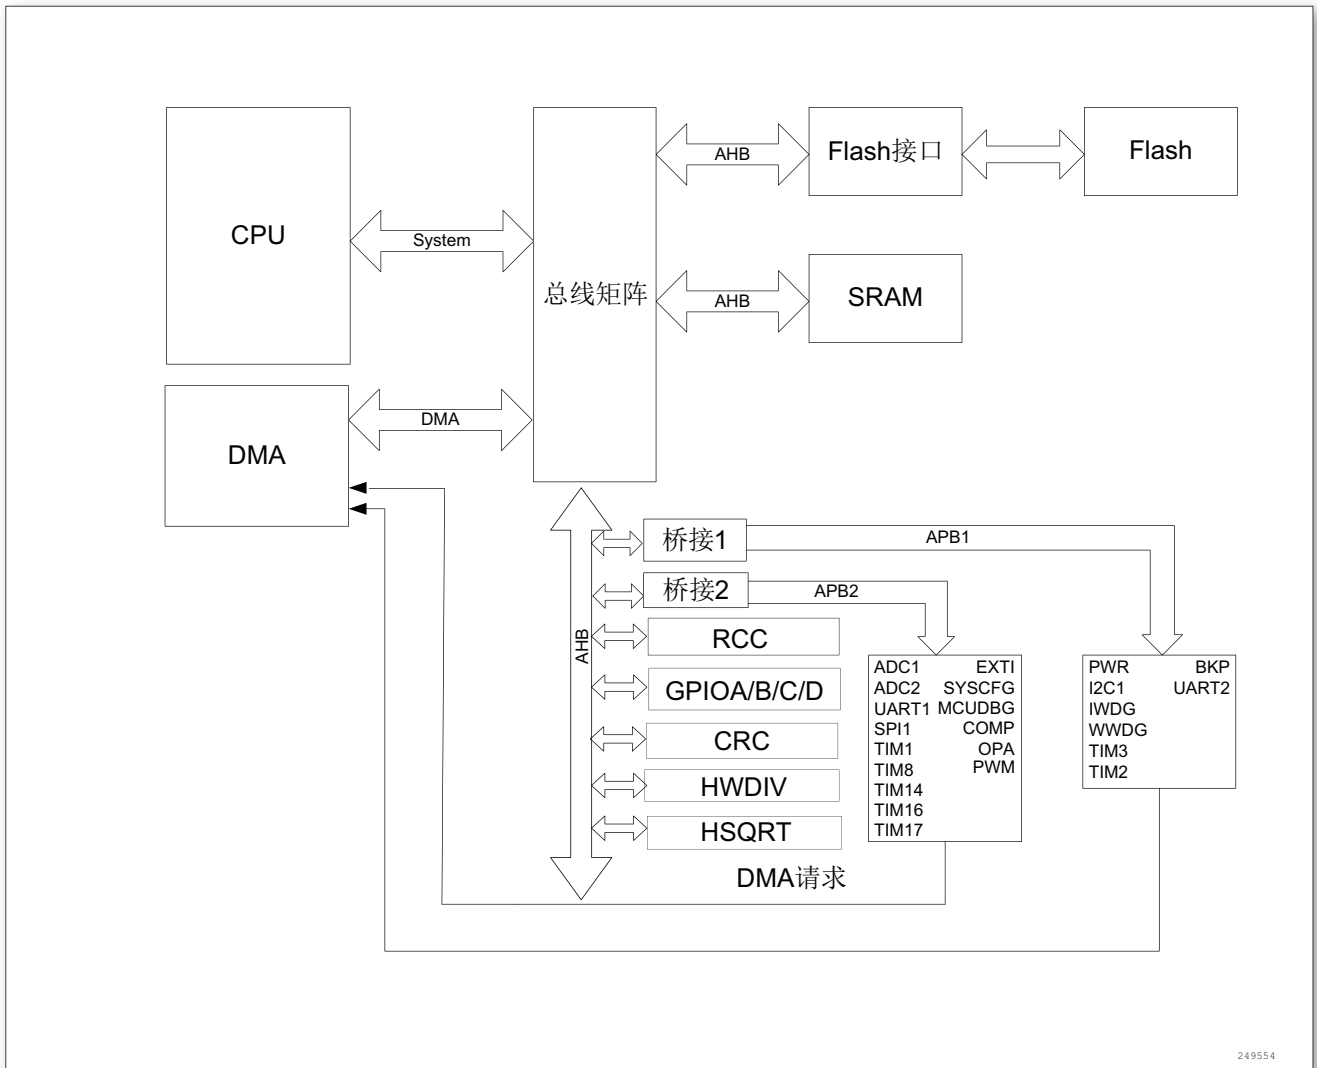 CPU
System
总线矩阵
AHB
Flash接口
Flash
AHB
SRAM
DMA
DMA
AHB
桥接1
APB1
桥接2
APB2
RCC
GPIOA/B/C/D
CRC
HWDIV
HSQRT
ADC1 EXTI
ADC2 SYSCFG
UART1 MCUDBG
SPI1 COMP
TIM1 OPA
TIM8 PWM
TIM14
TIM16
TIM17
PWR BKP
I2C1 UART2
IWDG
WWDG
TIM3
TIM2
DMA请求
249554